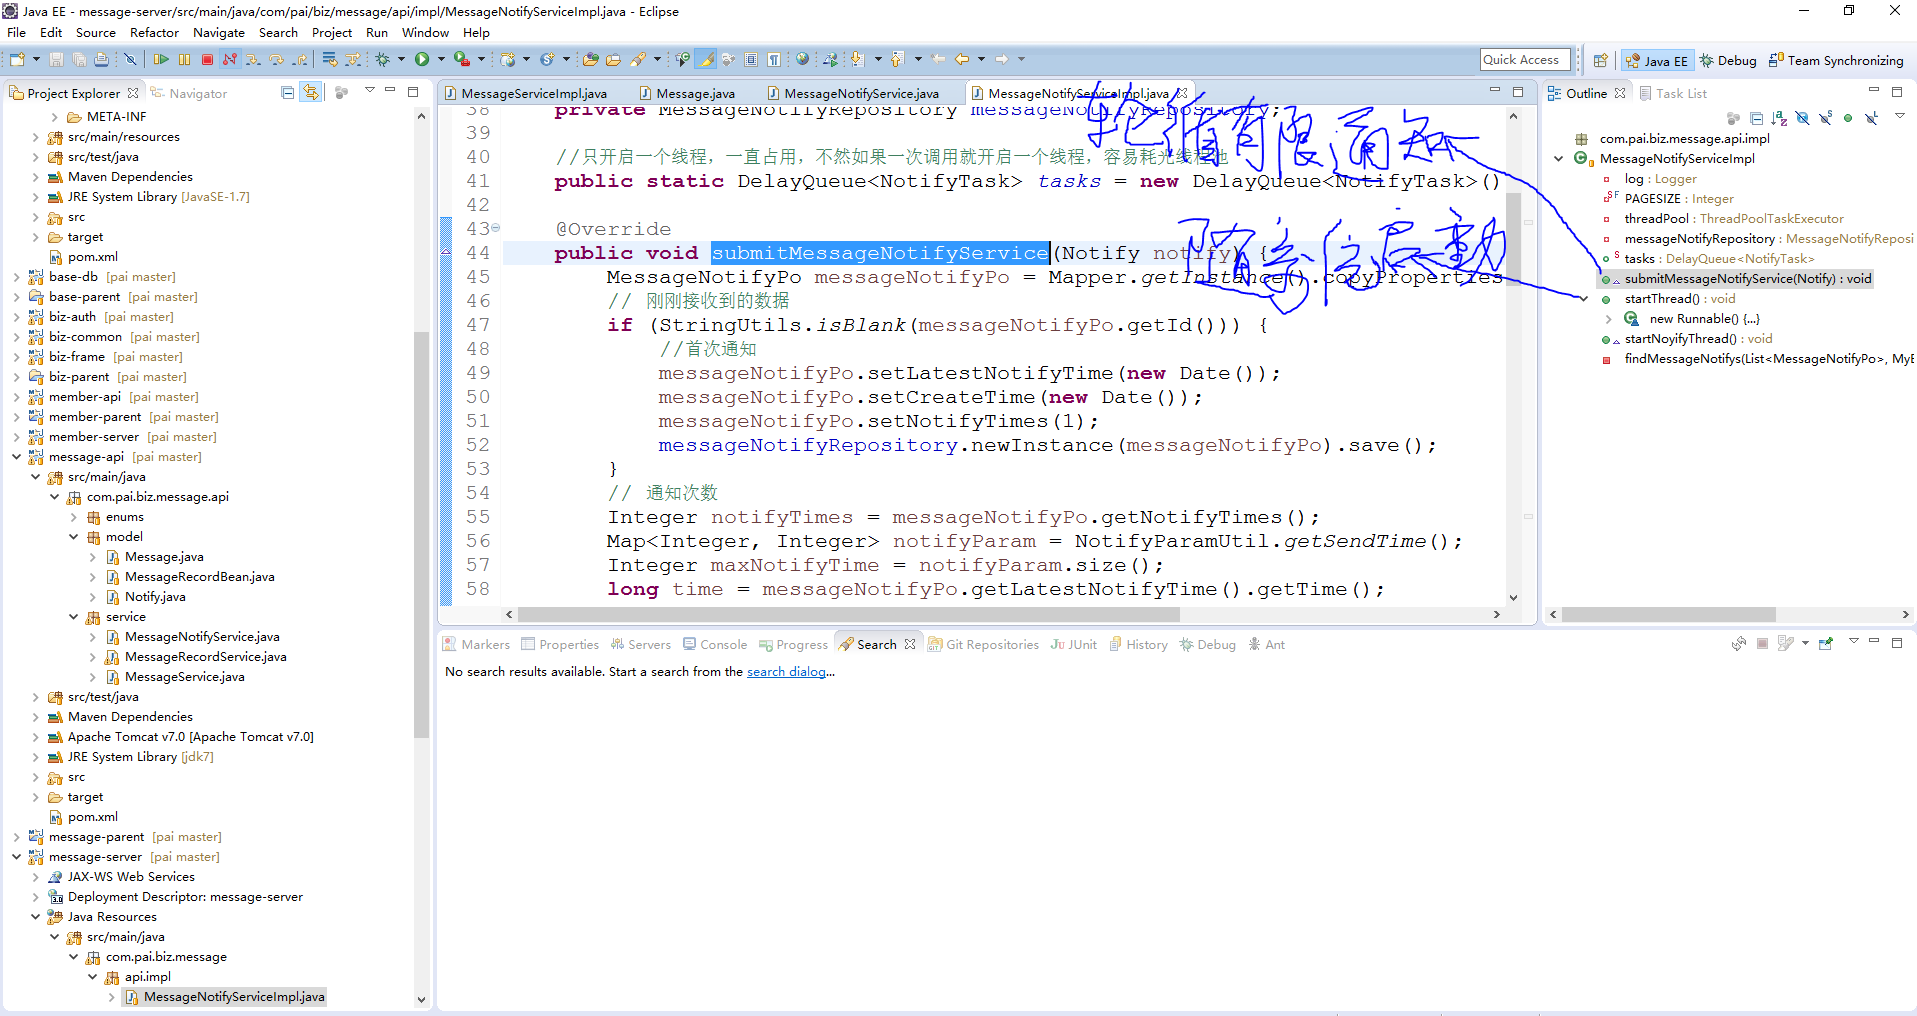 Java EE - message-server/src/main/java/com/pai/biz/message/api/impl/MessageNotifyServiceImpl.java - Eclipse
File Edit Source Refactor Navigate Search Project Run Window Help
Quick Access
Java EE
Debug
Team Synchronizing
Project Explorer
Navigator
META-INF
src/main/resources
src/test/java
Maven Dependencies
JRE System Library [JavaSE-1.7]
src
target
pom.xml
base-db [pai master]
base-parent [pai master]
biz-auth [pai master]
biz-common [pai master]
biz-frame [pai master]
biz-parent [pai master]
member-api [pai master]
member-parent [pai master]
member-server [pai master]
message-api [pai master]
src/main/java
com.pai.biz.message.api
enums
model
Message.java
MessageRecordBean.java
Notify.java
service
MessageNotifyService.java
MessageRecordService.java
MessageService.java
src/test/java
Maven Dependencies
Apache Tomcat v7.0 [Apache Tomcat v7.0]
JRE System Library [jdk7]
src
target
pom.xml
message-parent [pai master]
message-server [pai master]
JAX-WS Web Services
Deployment Descriptor: message-server
Java Resources
src/main/java
com.pai.biz.message
api.impl
MessageNotifyServiceImpl.java
MessageServiceImpl.java
Message.java
MessageNotifyService.java
MessageNotifyServiceImpl.java
38 private MessageNotifyRepository messageNotifyRepository;
39
40 //只开启一个线程，一直占用，不然如果一次调用就开启一个线程，容易耗光线程池
41 public static DelayQueue<NotifyTask> tasks = new DelayQueue<NotifyTask>()
42
43 @Override
44 public void submitMessageNotifyService(Notify notify) {
45 MessageNotifyPo messageNotifyPo = Mapper.getInstance().copyProperties
46 // 刚刚接收到的数据
47 if (StringUtils.isBlank(messageNotifyPo.getId())) {
48 //首次通知
49 messageNotifyPo.setLatestNotifyTime(new Date());
50 messageNotifyPo.setCreateTime(new Date());
51 messageNotifyPo.setNotifyTimes(1);
52 messageNotifyRepository.newInstance(messageNotifyPo).save();
53 }
54 // 通知次数
55 Integer notifyTimes = messageNotifyPo.getNotifyTimes();
56 Map<Integer, Integer> notifyParam = NotifyParamUtil.getSendTime();
57 Integer maxNotifyTime = notifyParam.size();
58 long time = messageNotifyPo.getLatestNotifyTime().getTime();
有限通知
启动
Outline
Task List
com.pai.biz.message.api.impl
MessageNotifyServiceImpl
log : Logger
PAGESIZE : Integer
threadPool : ThreadPoolTaskExecutor
messageNotifyRepository : MessageNotifyReposi
tasks : DelayQueue<NotifyTask>
submitMessageNotifyService(Notify) : void
startThread() : void
new Runnable() {...}
startNoyifyThread() : void
findMessageNotifys(List<MessageNotifyPo>, MyE
Markers Properties Servers Console Progress Search Git Repositories JUnit History Debug Ant
No search results available. Start a search from the search dialog...